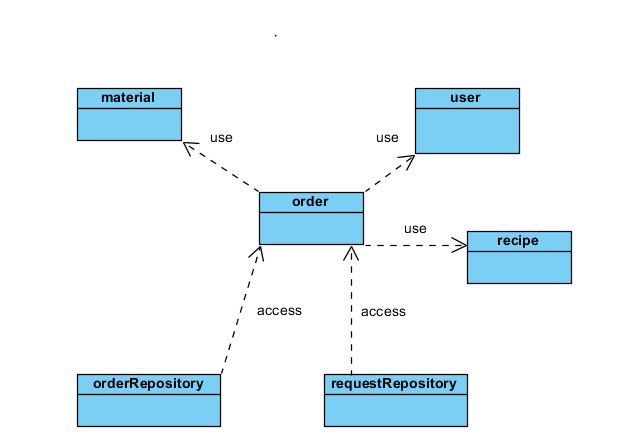 material
user
use
use
order
use
recipe
access
access
orderRepository
requestRepository